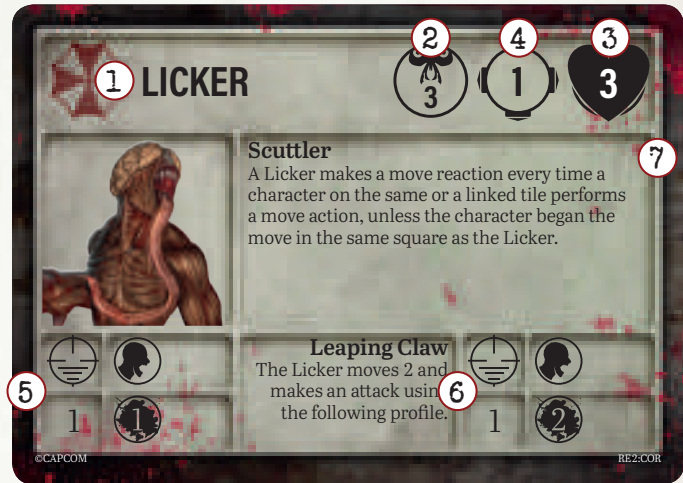 1 LICKER
2
3
4
1
3
3
Scuttler
7
A Licker makes a move reaction every time a
character on the same or a linked tile performs
a move action, unless the character began the
move in the same square as the Licker.
5
1
1
Leaping Claw
The Licker moves 2 and
makes an attack usin
the following profile.
6
1
2
©CAPCOM
RE2:COR